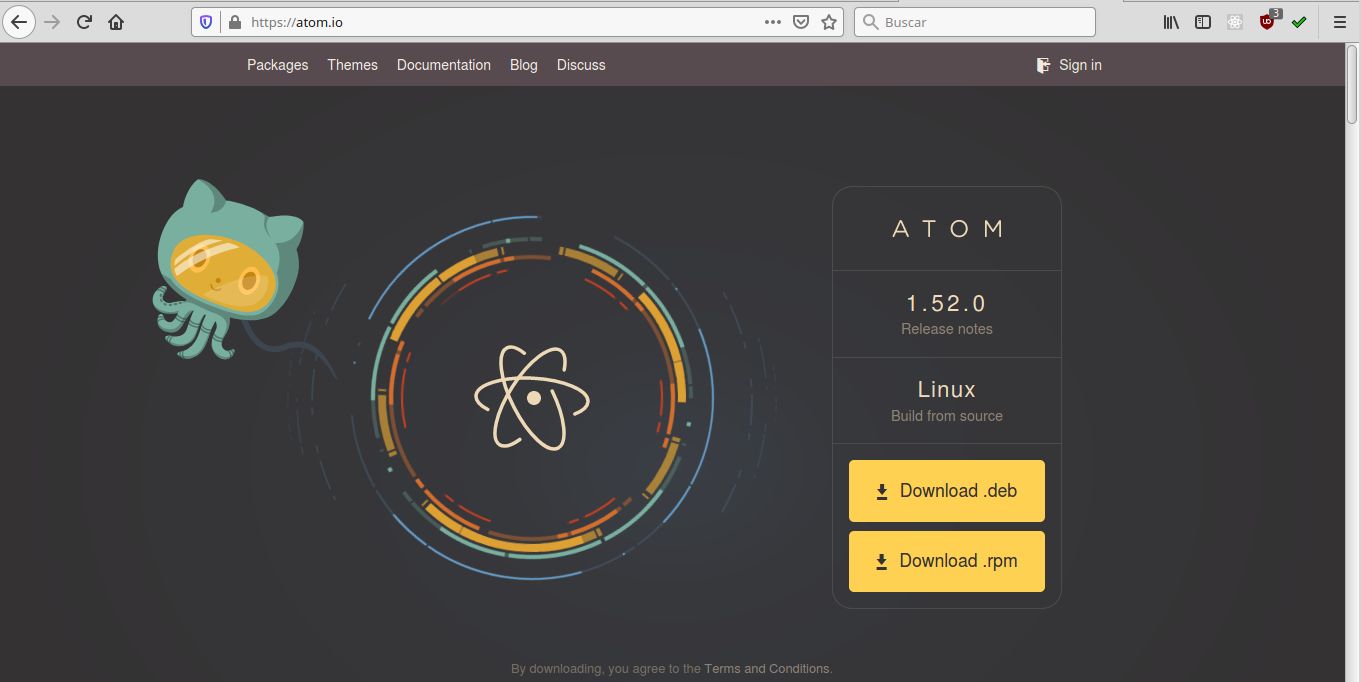 https://atom.io
Buscar
3
Packages Themes Documentation Blog Discuss Sign in
ATOM
1.52.0
Release notes
Linux
Build from source
Download .deb
Download .rpm
By downloading, you agree to the Terms and Conditions.